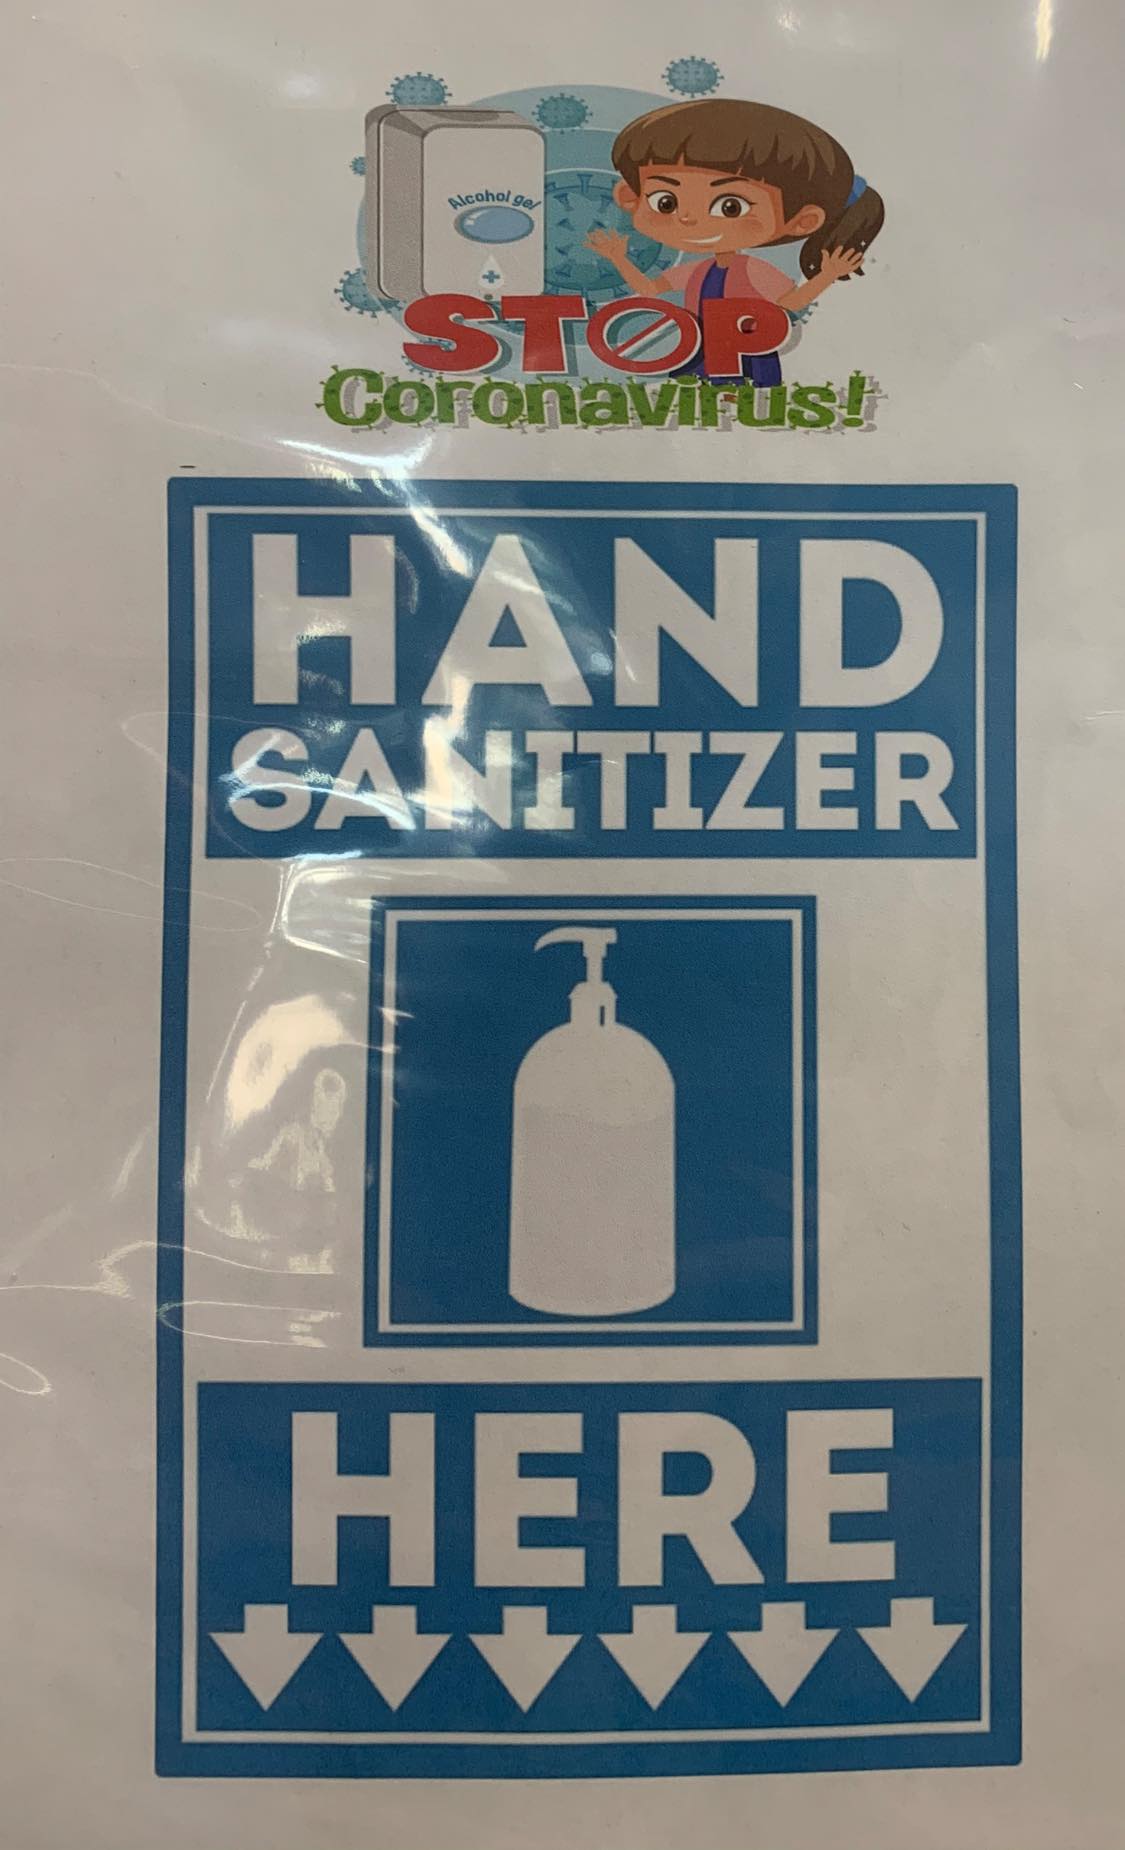 Alcohol gel
STOP
Coronavirus!
HAND
SANITIZER
HERE